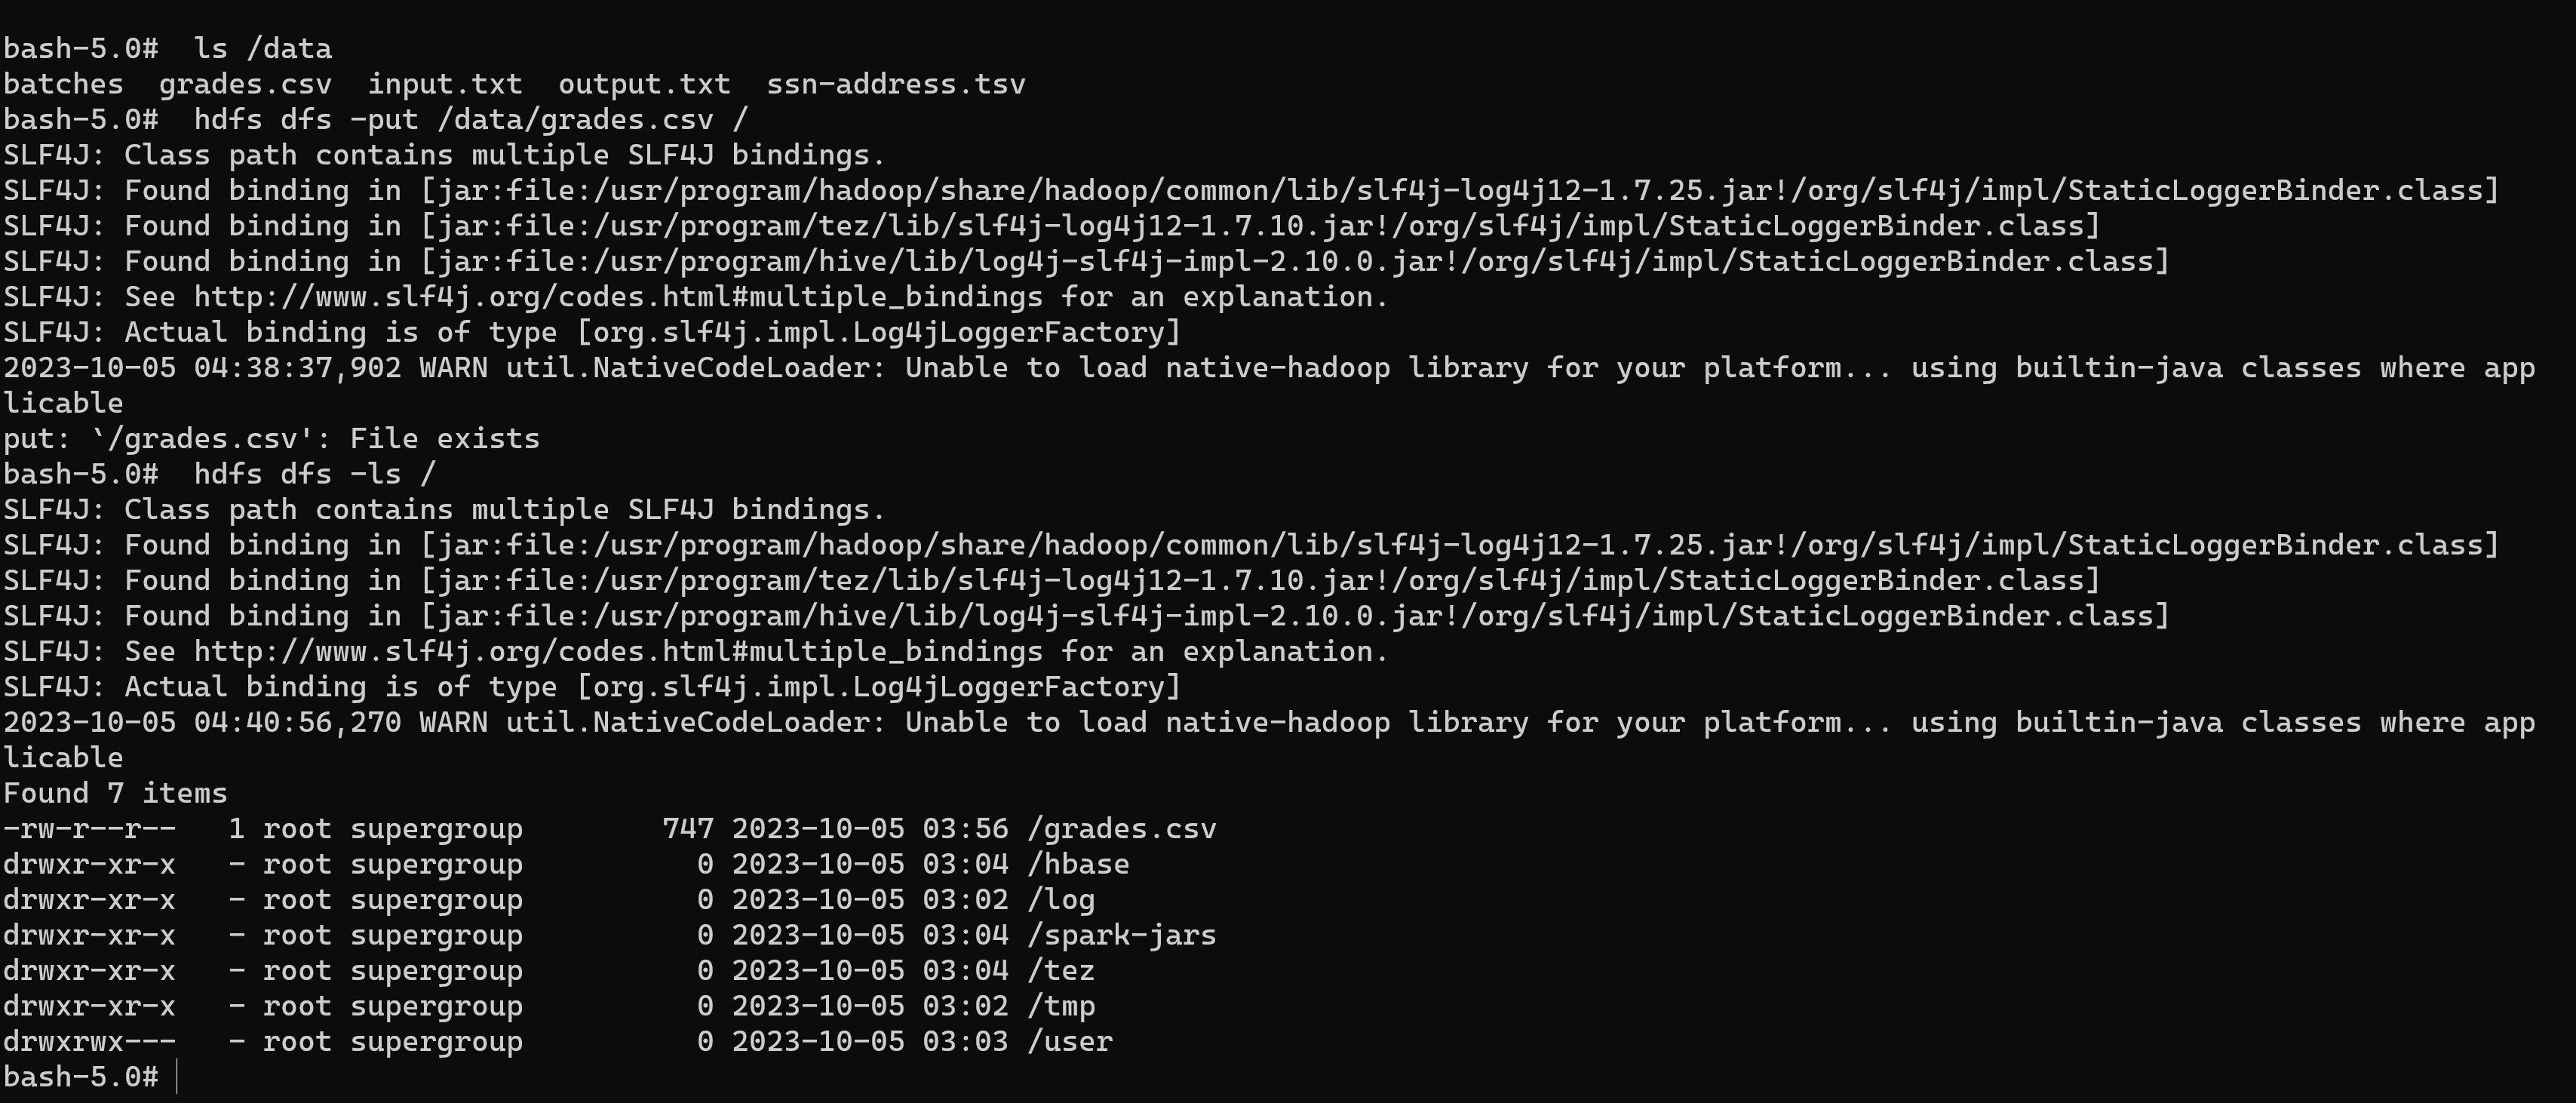 bash-5.0#  ls /data
batches  grades.csv  input.txt  output.txt  ssn-address.tsv
bash-5.0#  hdfs dfs -put /data/grades.csv /
SLF4J: Class path contains multiple SLF4J bindings.
SLF4J: Found binding in [jar:file:/usr/program/hadoop/share/hadoop/common/lib/slf4j-log4j12-1.7.25.jar!/org/slf4j/impl/StaticLoggerBinder.class]
SLF4J: Found binding in [jar:file:/usr/program/tez/lib/slf4j-log4j12-1.7.10.jar!/org/slf4j/impl/StaticLoggerBinder.class]
SLF4J: Found binding in [jar:file:/usr/program/hive/lib/log4j-slf4j-impl-2.10.0.jar!/org/slf4j/impl/StaticLoggerBinder.class]
SLF4J: See http://www.slf4j.org/codes.html#multiple_bindings for an explanation.
SLF4J: Actual binding is of type [org.slf4j.impl.Log4jLoggerFactory]
2023-10-05 04:38:37,902 WARN util.NativeCodeLoader: Unable to load native-hadoop library for your platform... using builtin-java classes where app
licable
put: `/grades.csv': File exists
bash-5.0#  hdfs dfs -ls /
SLF4J: Class path contains multiple SLF4J bindings.
SLF4J: Found binding in [jar:file:/usr/program/hadoop/share/hadoop/common/lib/slf4j-log4j12-1.7.25.jar!/org/slf4j/impl/StaticLoggerBinder.class]
SLF4J: Found binding in [jar:file:/usr/program/tez/lib/slf4j-log4j12-1.7.10.jar!/org/slf4j/impl/StaticLoggerBinder.class]
SLF4J: Found binding in [jar:file:/usr/program/hive/lib/log4j-slf4j-impl-2.10.0.jar!/org/slf4j/impl/StaticLoggerBinder.class]
SLF4J: See http://www.slf4j.org/codes.html#multiple_bindings for an explanation.
SLF4J: Actual binding is of type [org.slf4j.impl.Log4jLoggerFactory]
2023-10-05 04:40:56,270 WARN util.NativeCodeLoader: Unable to load native-hadoop library for your platform... using builtin-java classes where app
licable
Found 7 items
-rw-r--r--   1 root supergroup        747 2023-10-05 03:56 /grades.csv
drwxr-xr-x   - root supergroup          0 2023-10-05 03:04 /hbase
drwxr-xr-x   - root supergroup          0 2023-10-05 03:02 /log
drwxr-xr-x   - root supergroup          0 2023-10-05 03:04 /spark-jars
drwxr-xr-x   - root supergroup          0 2023-10-05 03:04 /tez
drwxr-xr-x   - root supergroup          0 2023-10-05 03:02 /tmp
drwxrwx---   - root supergroup          0 2023-10-05 03:03 /user
bash-5.0#